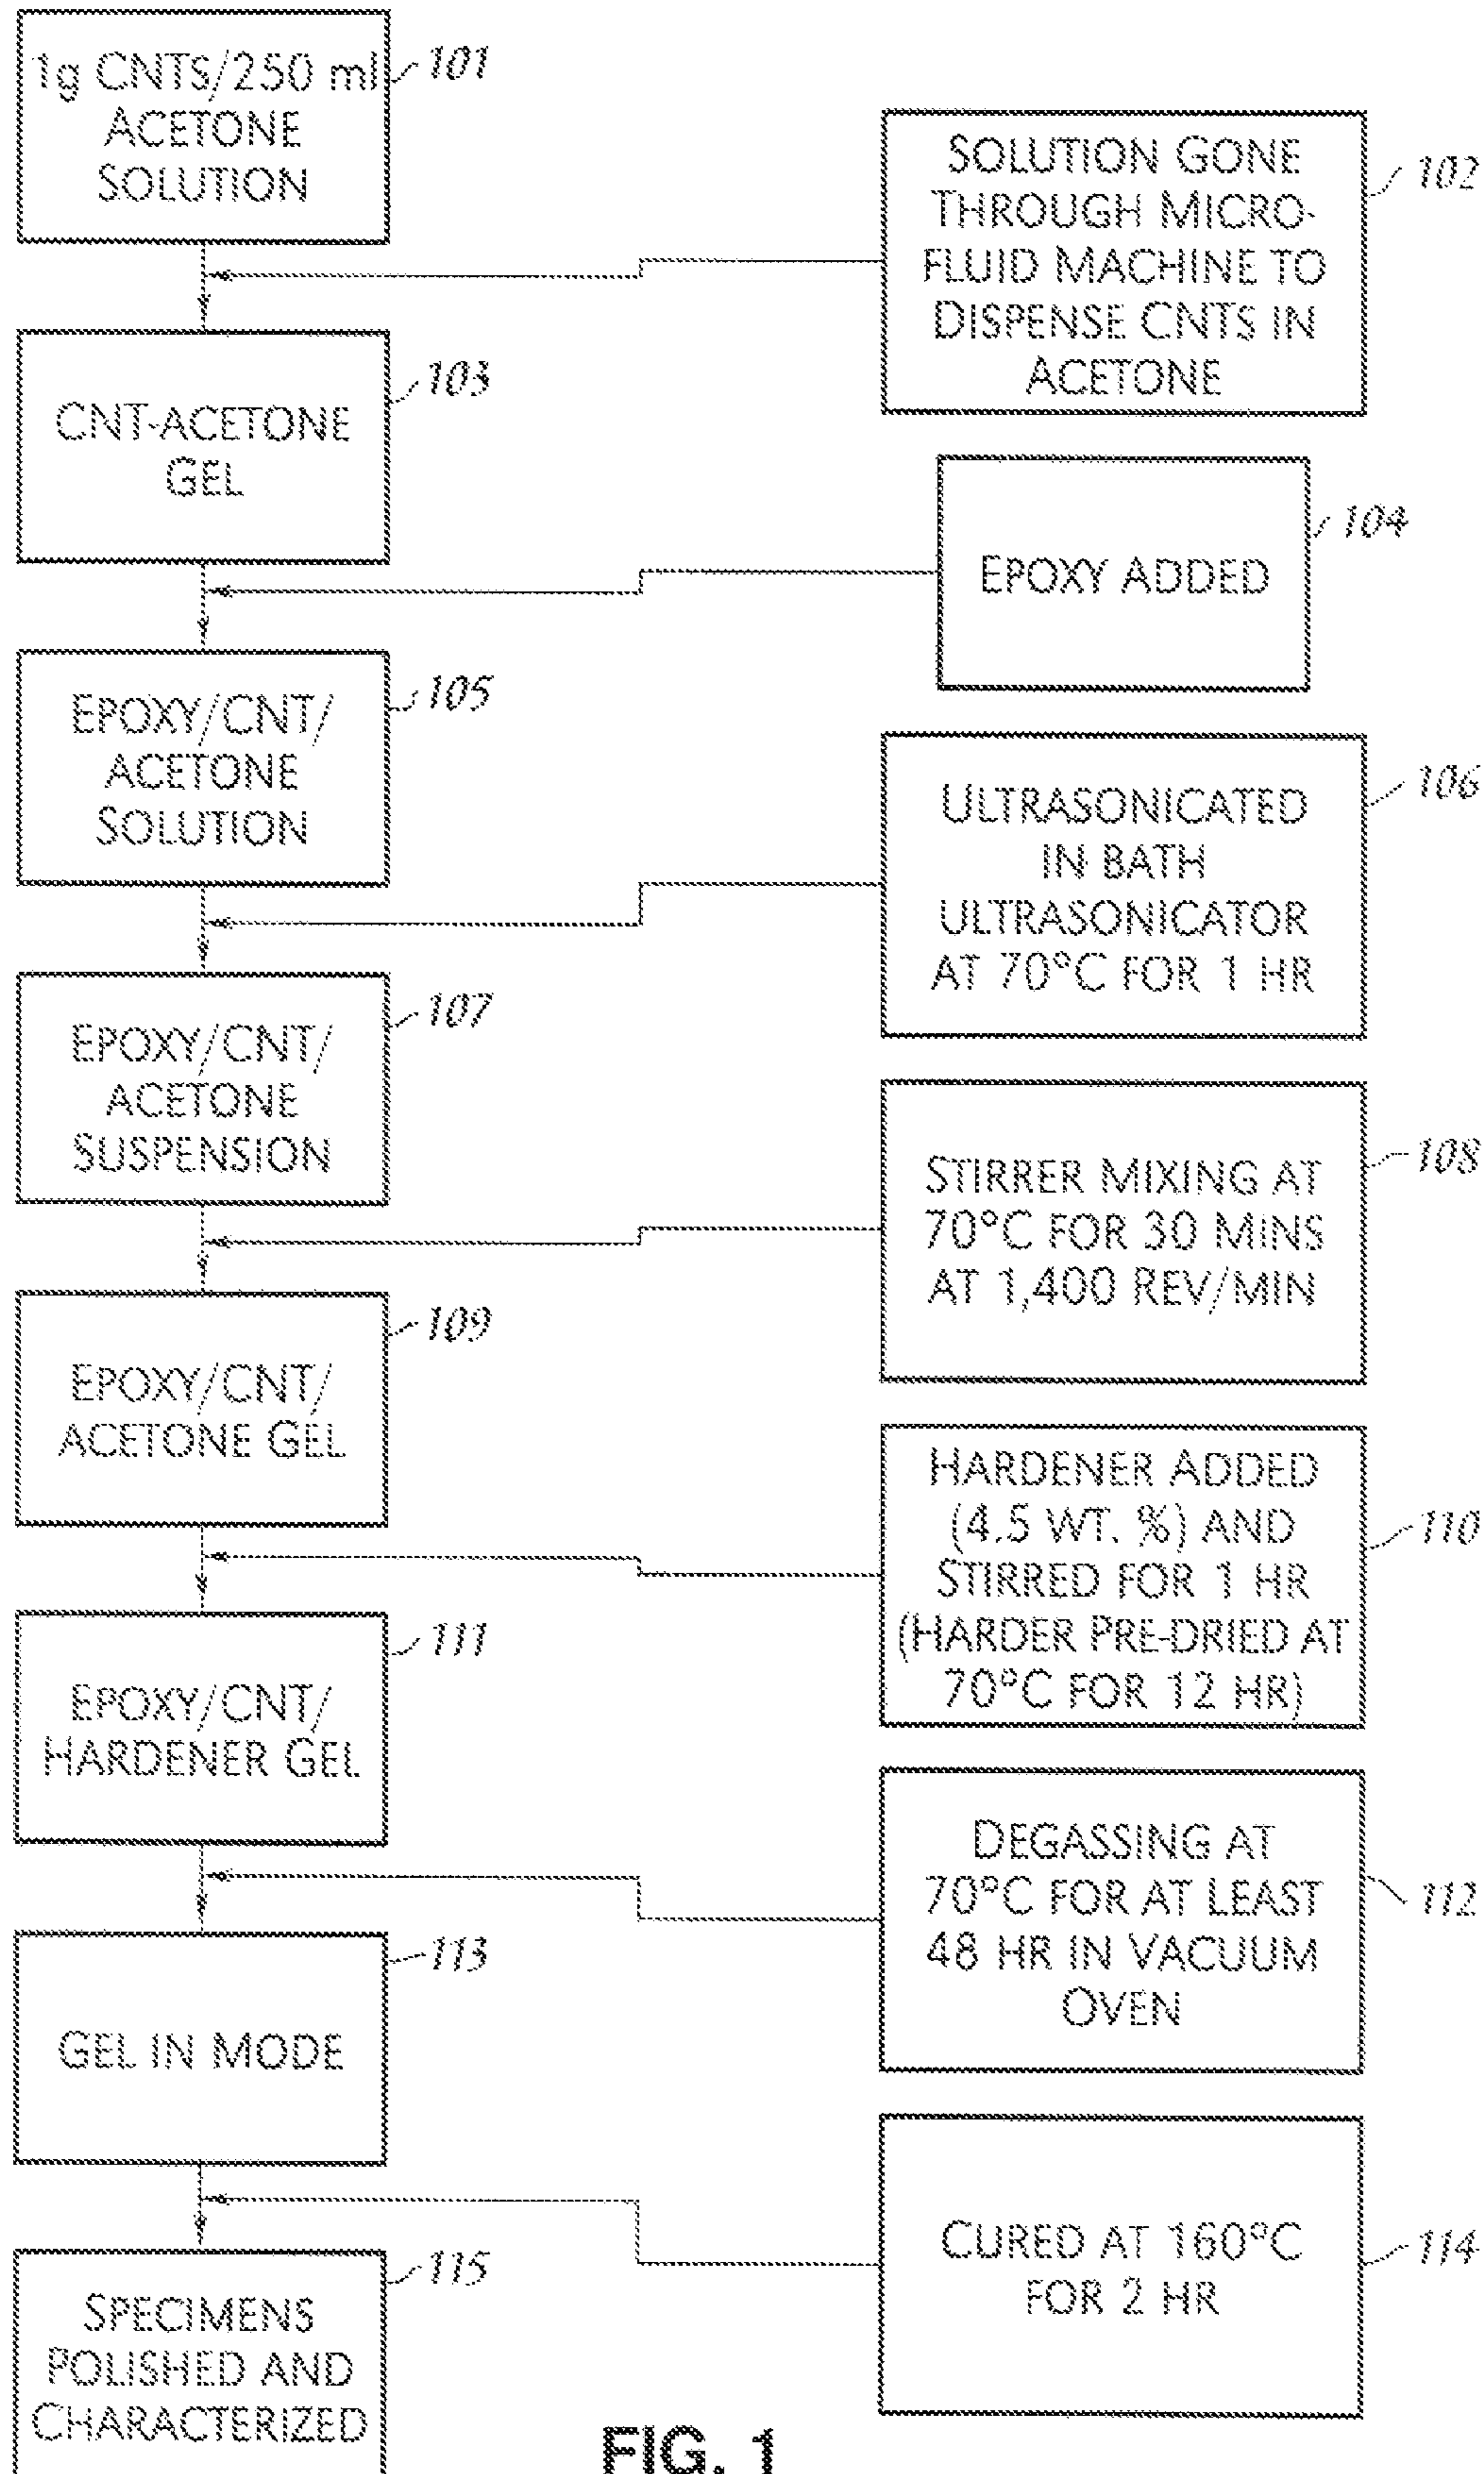 1g CNTS/250 ml
ACETONE
SOLUTION
101
SOLUTION GONE
THROUGH MICRO-
FLUID MACHINE TO
DISPENSE CNTS IN
ACETONE
102
CNT-ACETONE
GEL
103
EPOXY ADDED
104
EPOXY/CNT/
ACETONE
SOLUTION
105
ULTRASONICATED
IN BATH
ULTRASONICATOR
AT 70°C FOR 1 HR
106
EPOXY/CNT/
ACETONE
SUSPENSION
107
STIRRER MIXING AT
70°C FOR 30 MINS
AT 1,400 REV/MIN
108
EPOXY/CNT/
ACETONE GEL
109
HARDENER ADDED
(4.5 WT. %) AND
STIRRED FOR 1 HR
(HARDER PRE-DRIED AT
70°C FOR 12 HR)
110
EPOXY/CNT/
HARDENER GEL
111
DEGASSING AT
70°C FOR AT LEAST
48 HR IN VACUUM
OVEN
112
GEL IN MODE
113
CURED AT 160°C
FOR 2 HR
114
SPECIMENS
POLISHED AND
CHARACTERIZED
115
FIG. 1